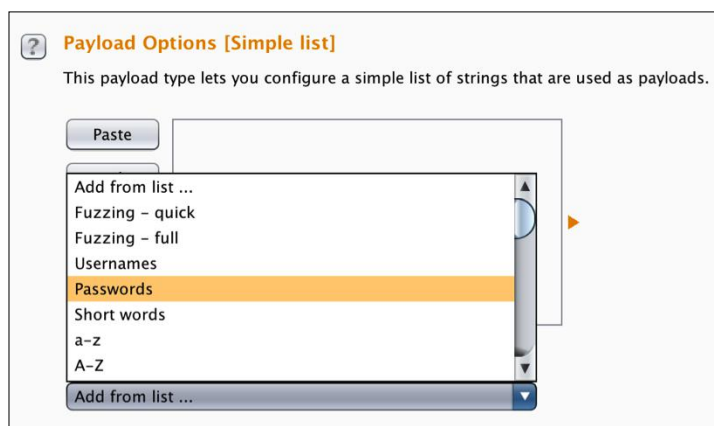 ?
Payload Options [Simple list]
This payload type lets you configure a simple list of strings that are used as payloads.
Paste
Add from list ...
Fuzzing – quick
Fuzzing – full
Usernames
Passwords
Short words
a–z
A–Z
Add from list ...